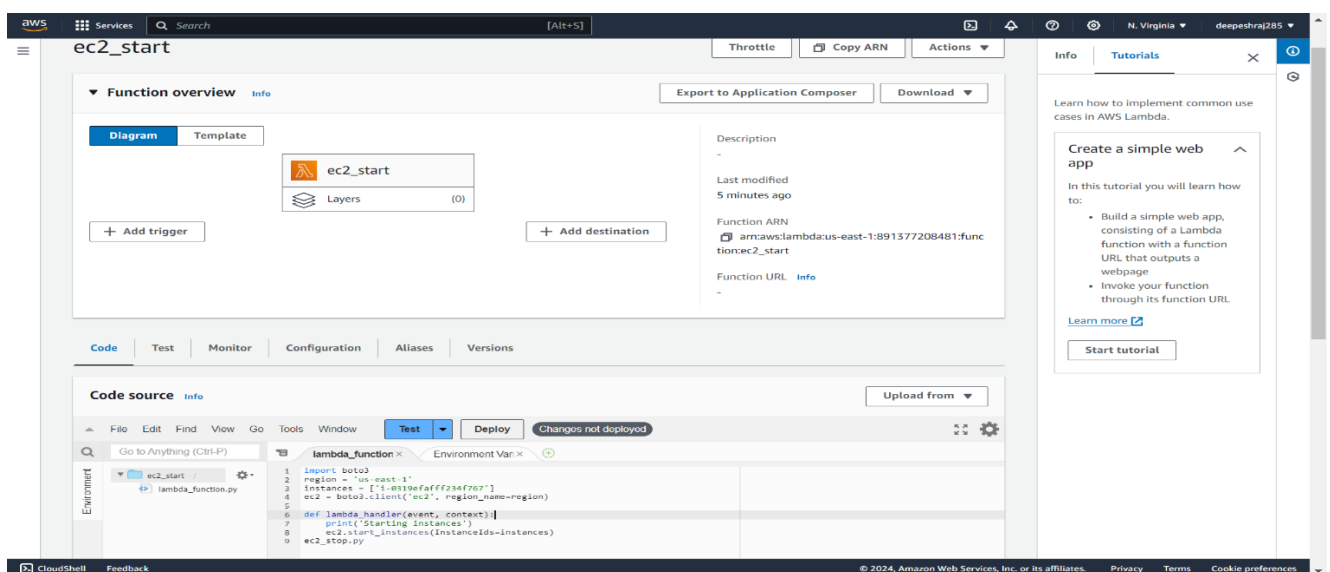 aws Services Search [Alt+S] N. Virginia deepeshraj285
ec2_start Throttle Copy ARN Actions
Info Tutorials
Function overview Info Export to Application Composer Download
Learn how to implement common use
cases in AWS Lambda.
Diagram Template
Description
-
Create a simple web
app
ec2_start
Last modified
5 minutes ago
In this tutorial you will learn how
to:
Layers (0)
Build a simple web app,
consisting of a Lambda
function with a function
URL that outputs a
webpage
Invoke your function
through its function URL
+ Add trigger + Add destination
Function ARN
arn:aws:lambda:us-east-1:891377208481:func
tion:ec2_start
Function URL Info
-
Learn more
Start tutorial
Code Test Monitor Configuration Aliases Versions
Code source Info Upload from
File Edit Find View Go Tools Window Test Deploy Changes not deployed
Go to Anything (Ctrl-P) lambda_function × Environment Vari ×
Environment
ec2_start /
lambda_function.py
1 import boto3
2 region = 'us-east-1'
3 instances = ['i-0319efafff234f767']
4 ec2 = boto3.client('ec2', region_name=region)
5
6 def lambda_handler(event, context):
7 print('Starting instances')
8 ec2.start_instances(InstanceIds=instances)
9 ec2_stop.py
CloudShell Feedback © 2024, Amazon Web Services, Inc. or its affiliates. Privacy Terms Cookie preferences